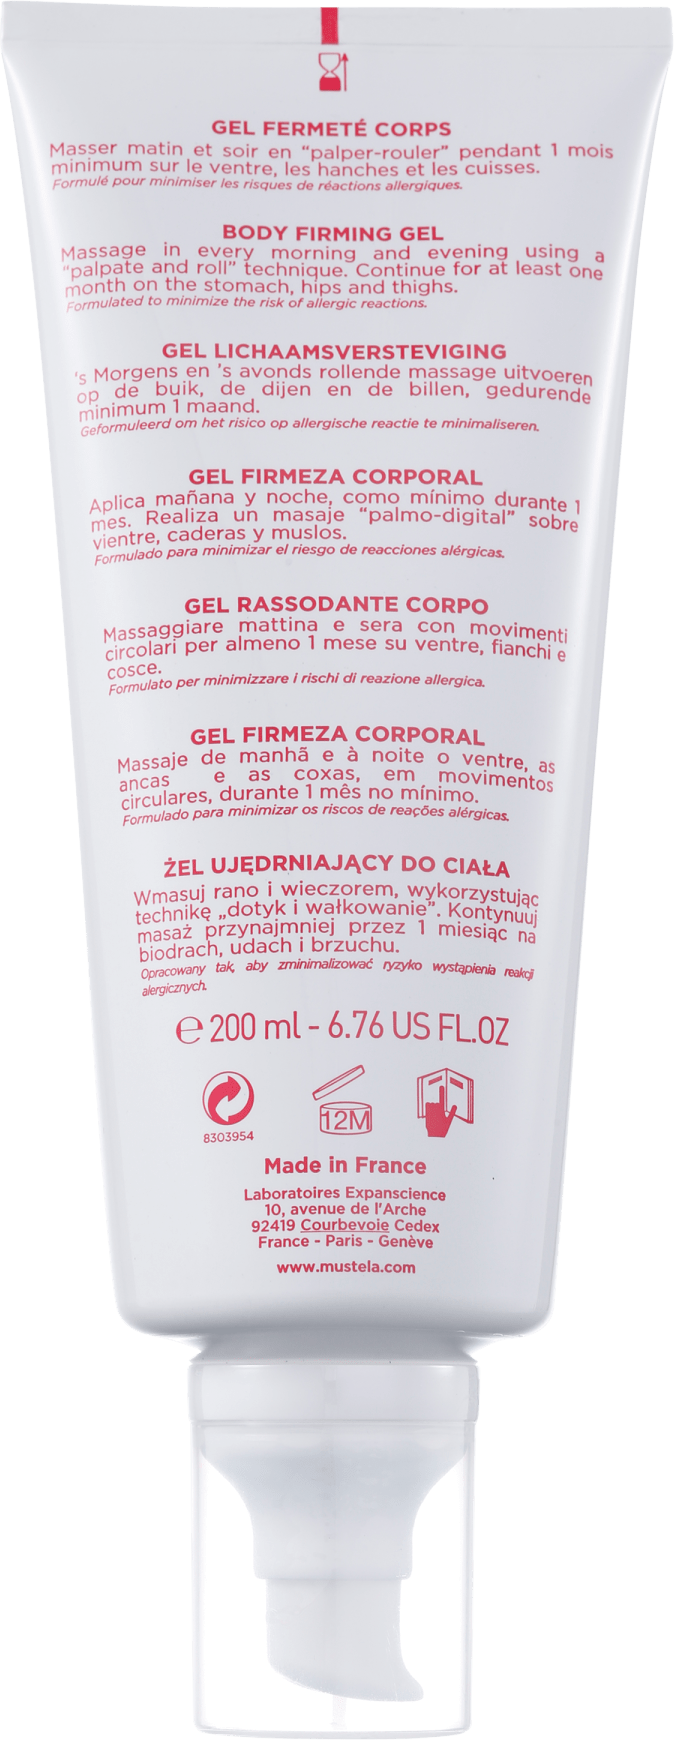 GEL FERMETÉ CORPS
Masser matin et soir en “palper-rouler” pendant 1 mois
minimum sur le ventre, les hanches et les cuisses.
Formulé pour minimiser les risques de réactions allergiques.
BODY FIRMING GEL
Massage in every morning and evening using a
“palpate and roll” technique. Continue for at least one
month on the stomach, hips and thighs.
Formulated to minimize the risk of allergic reactions.
GEL LICHAAMSVERSTEVIGING
’s Morgens en ’s avonds rollende massage uitvoeren
op de buik, de dijen en de billen, gedurende
minimum 1 maand.
Geformuleerd om het risico op allergische reactie te minimaliseren.
GEL FIRMEZA CORPORAL
Aplica mañana y noche, como mínimo durante 1
mes. Realiza un masaje “palmo-digital” sobre
vientre, caderas y muslos.
Formulado para minimizar el riesgo de reacciones alérgicas.
GEL RASSODANTE CORPO
Massaggiare mattina e sera con movimenti
circolari per almeno 1 mese su ventre, fianchi e
cosce.
Formulato per minimizzare i rischi di reazione allergica.
GEL FIRMEZA CORPORAL
Massaje de manhã e à noite o ventre, as
ancas e as coxas, em movimentos
circulares, durante 1 mês no mínimo.
Formulado para minimizar os riscos de reações alérgicas.
ŻEL UJĘDRNIAJĄCY DO CIAŁA
Wmasuj rano i wieczorem, wykorzystując
technikę „dotyk i wałkowanie”. Kontynuuj
masaż przynajmniej przez 1 miesiąc na
biodrach, udach i brzuchu.
Opracowany tak, aby zminimalizować ryzyko wystąpienia reakcji
alergicznych.
℮ 200 ml - 6.76 US FL.OZ
12M
8303954
Made in France
Laboratoires Expanscience
10, avenue de l'Arche
92419 Courbevoie Cedex
France - Paris - Genève
www.mustela.com